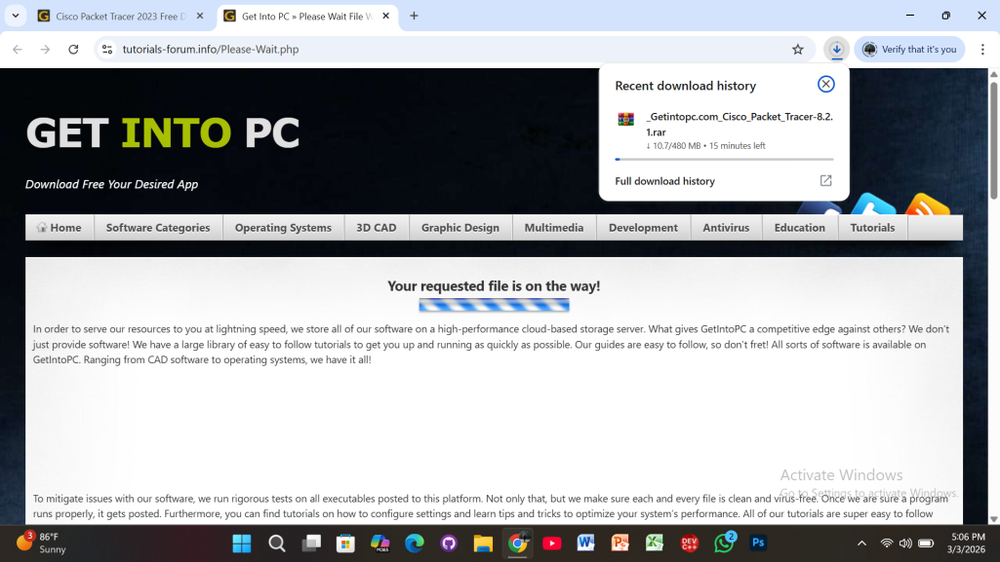 Cisco Packet Tracer 2023 Free D
Get Into PC » Please Wait File W
tutorials-forum.info/Please-Wait.php
Verify that it's you
Recent download history
_Getintopc.com_Cisco_Packet_Tracer-8.2.
1.rar
↓ 10.7/480 MB • 15 minutes left
Full download history
GET INTO PC
Download Free Your Desired App
Home Software Categories Operating Systems 3D CAD Graphic Design Multimedia Development Antivirus Education Tutorials
Your requested file is on the way!
In order to serve our resources to you at lightning speed, we store all of our software on a high-performance cloud-based storage server. What gives GetIntoPC a competitive edge against others? We don't
just provide software! We have a large library of easy to follow tutorials to get you up and running as quickly as possible. Our guides are easy to follow, so don't fret! All sorts of software is available on
GetIntoPC. Ranging from CAD software to operating systems, we have it all!
Activate Windows
Go to Settings to activate Windows.
To mitigate issues with our software, we run rigorous tests on all executables posted to this platform. Not only that, but we make sure each and every file is clean and virus-free. Once we are sure a program
runs properly, it gets posted. Furthermore, you can find tutorials on how to configure settings and learn tips and tricks to optimize your system's performance. All of our tutorials are super easy to follow
3
86°F
Sunny
M365
DEV
C++
2
Ps
5:06 PM
3/3/2026